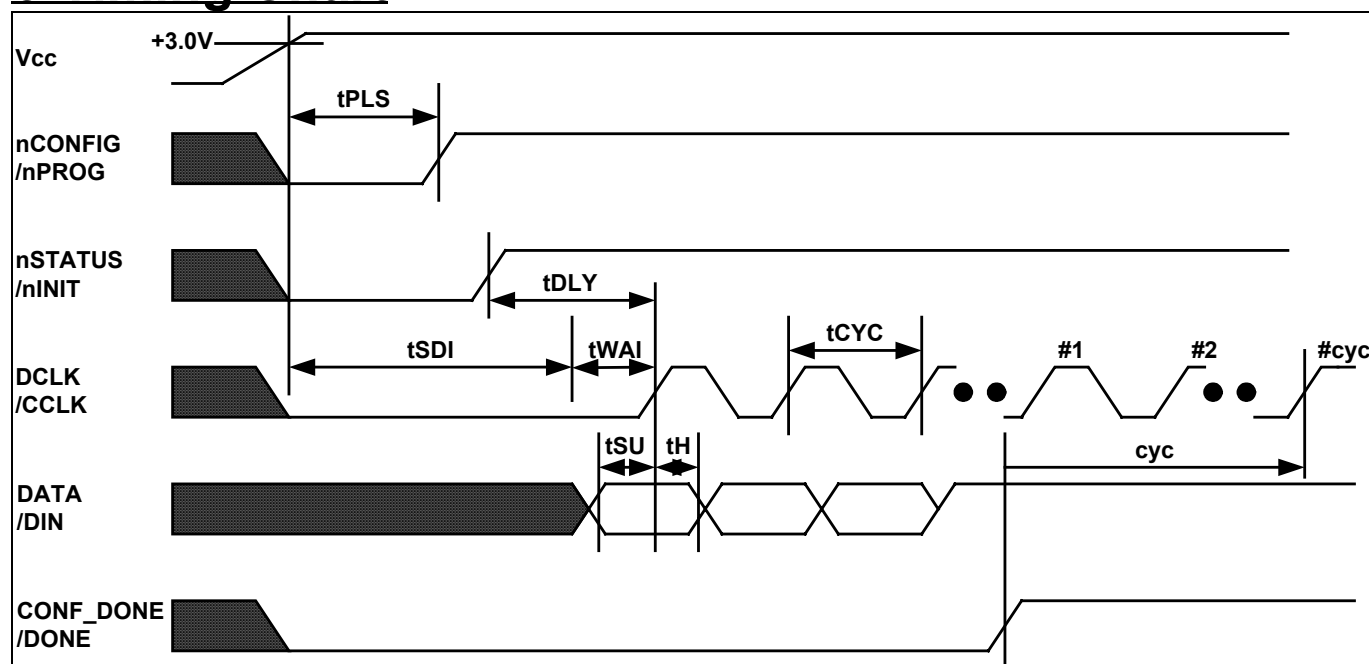 +3.0V
Vcc
tPLS
nCONFIG
/nPROG
nSTATUS
/nINIT
tDLY
tSDI
tWAI
tCYC
#1
#2
#cyc
DCLK
/CCLK
tSU
tH
cyc
DATA
/DIN
CONF_DONE
/DONE